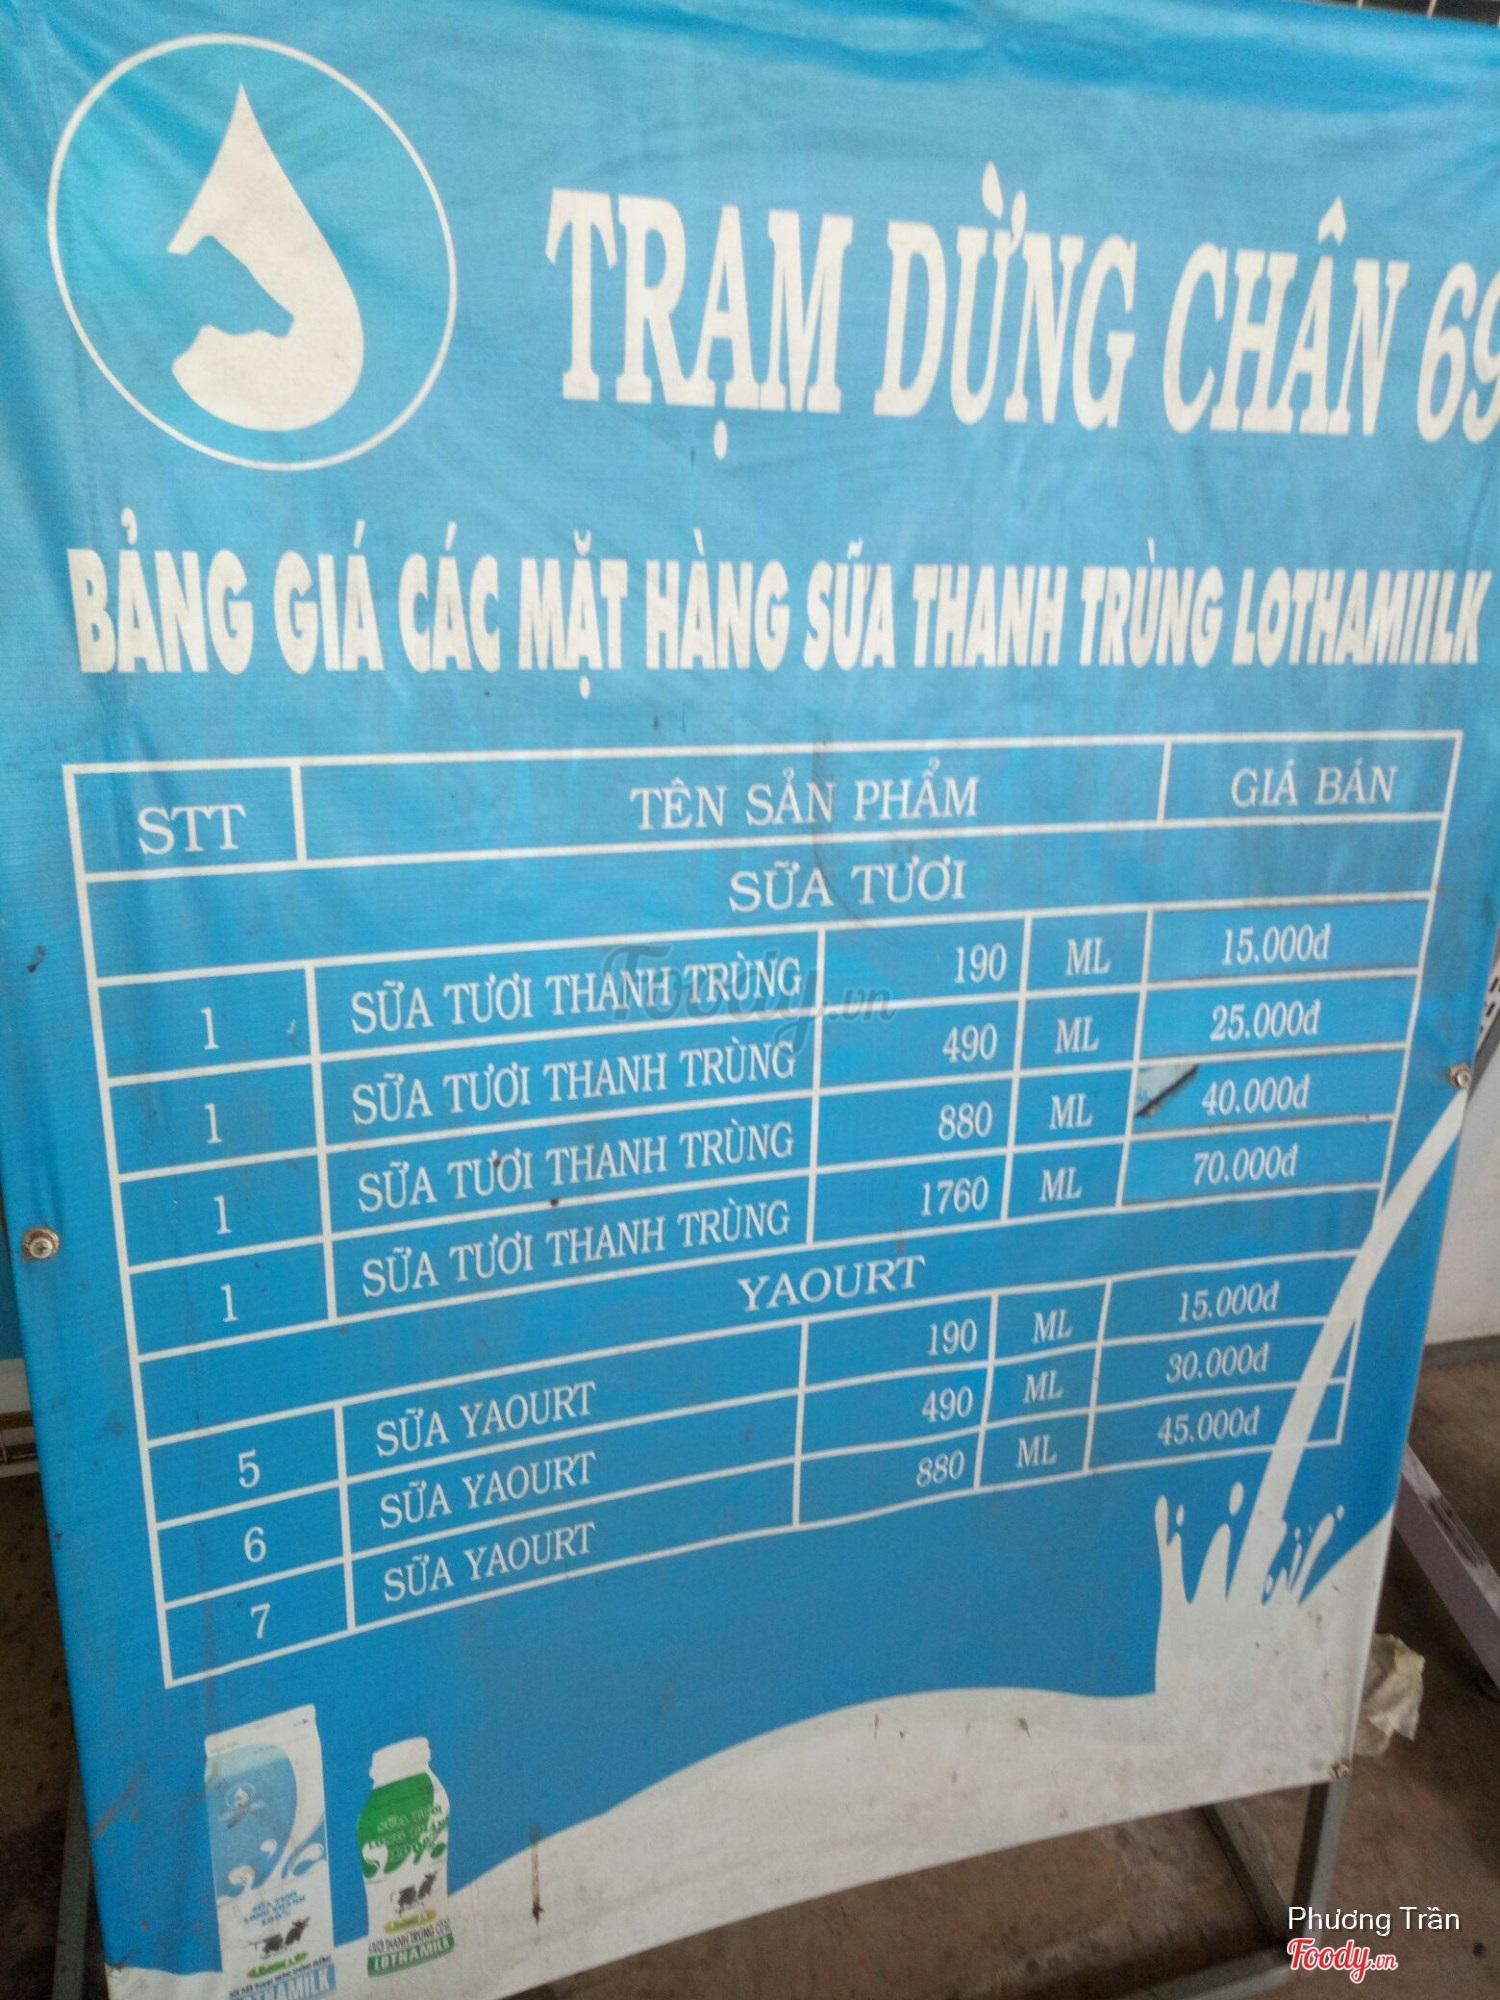 TRẠM DỪNG CHÂN 69
BẢNG GIÁ CÁC MẶT HÀNG SỮA THANH TRÙNG LOTHAMIILK
STT TÊN SẢN PHẨM GIÁ BÁN
SỮA TƯƠI
1 SỮA TƯƠI THANH TRÙNG 190 ML 15.000đ
1 SỮA TƯƠI THANH TRÙNG 490 ML 25.000đ
1 SỮA TƯƠI THANH TRÙNG 880 ML 40.000đ
1 SỮA TƯƠI THANH TRÙNG 1760 ML 70.000đ
YAOURT
5 SỮA YAOURT 190 ML 15.000đ
6 SỮA YAOURT 490 ML 30.000đ
7 SỮA YAOURT 880 ML 45.000đ
Foody.vn
LOTHAMILK
LOTHAMILK
Phương Trần
Foody.vn